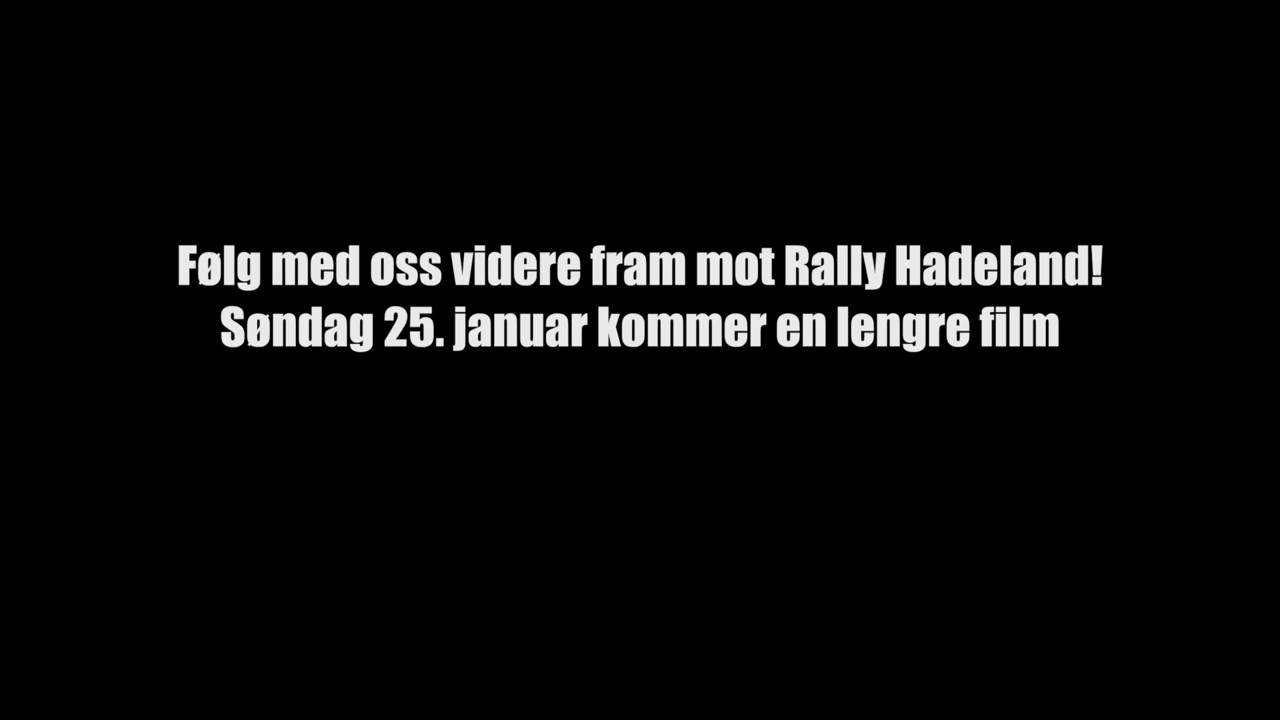 Følg med oss videre fram mot Rally Hadeland!
Søndag 25. januar kommer en lengre film